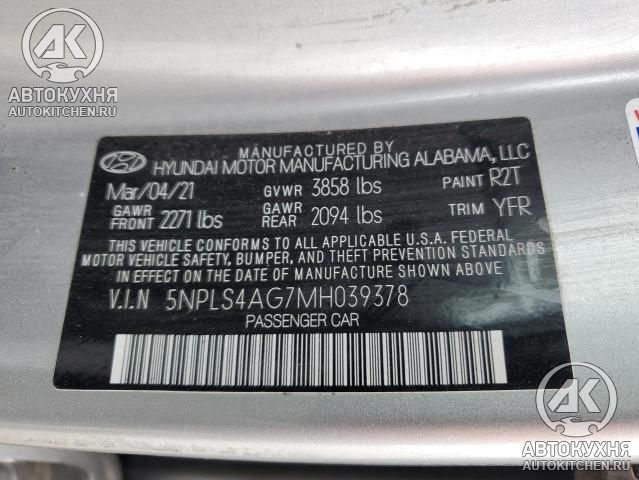 АК
АВТОКУХНЯ
AUTOKITCHEN.RU
MANUFACTURED BY
HYUNDAI MOTOR MANUFACTURING ALABAMA, LLC
Mar/04/21 GVWR 3858 lbs PAINT R2T
GAWR FRONT 2271 lbs GAWR REAR 2094 lbs TRIM YFR
THIS VEHICLE CONFORMS TO ALL APPLICABLE U.S.A. FEDERAL
MOTOR VEHICLE SAFETY, BUMPER, AND THEFT PREVENTION STANDARDS
IN EFFECT ON THE DATE OF MANUFACTURE SHOWN ABOVE.
V.I.N 5NPLS4AG7MH039378
PASSENGER CAR
АК
АВТОКУХНЯ
AUTOKITCHEN.RU